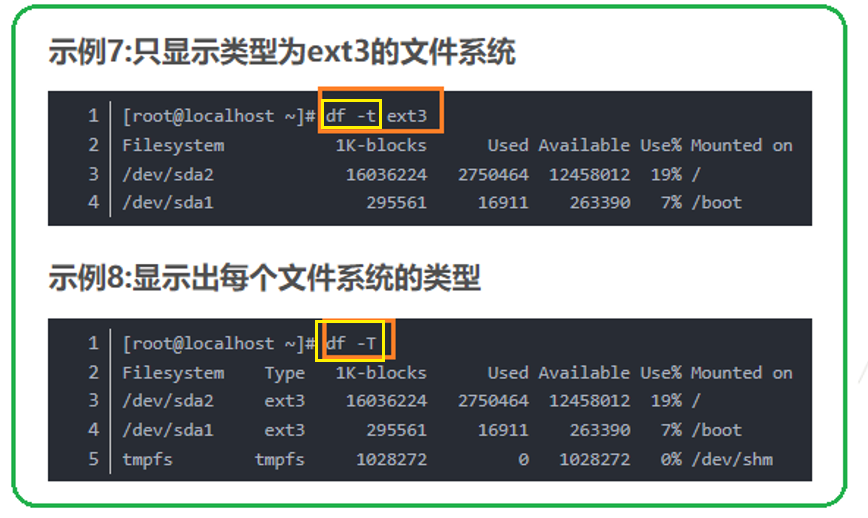 示例7:只显示类型为ext3的文件系统
1 [root@localhost ~]# df -t ext3
2 Filesystem 1K-blocks Used Available Use% Mounted on
3 /dev/sda2 16036224 2750464 12458012 19% /
4 /dev/sda1 295561 16911 263390 7% /boot
示例8:显示出每个文件系统的类型
1 [root@localhost ~]# df -T
2 Filesystem Type 1K-blocks Used Available Use% Mounted on
3 /dev/sda2 ext3 16036224 2750464 12458012 19% /
4 /dev/sda1 ext3 295561 16911 263390 7% /boot
5 tmpfs tmpfs 1028272 0 1028272 0% /dev/shm